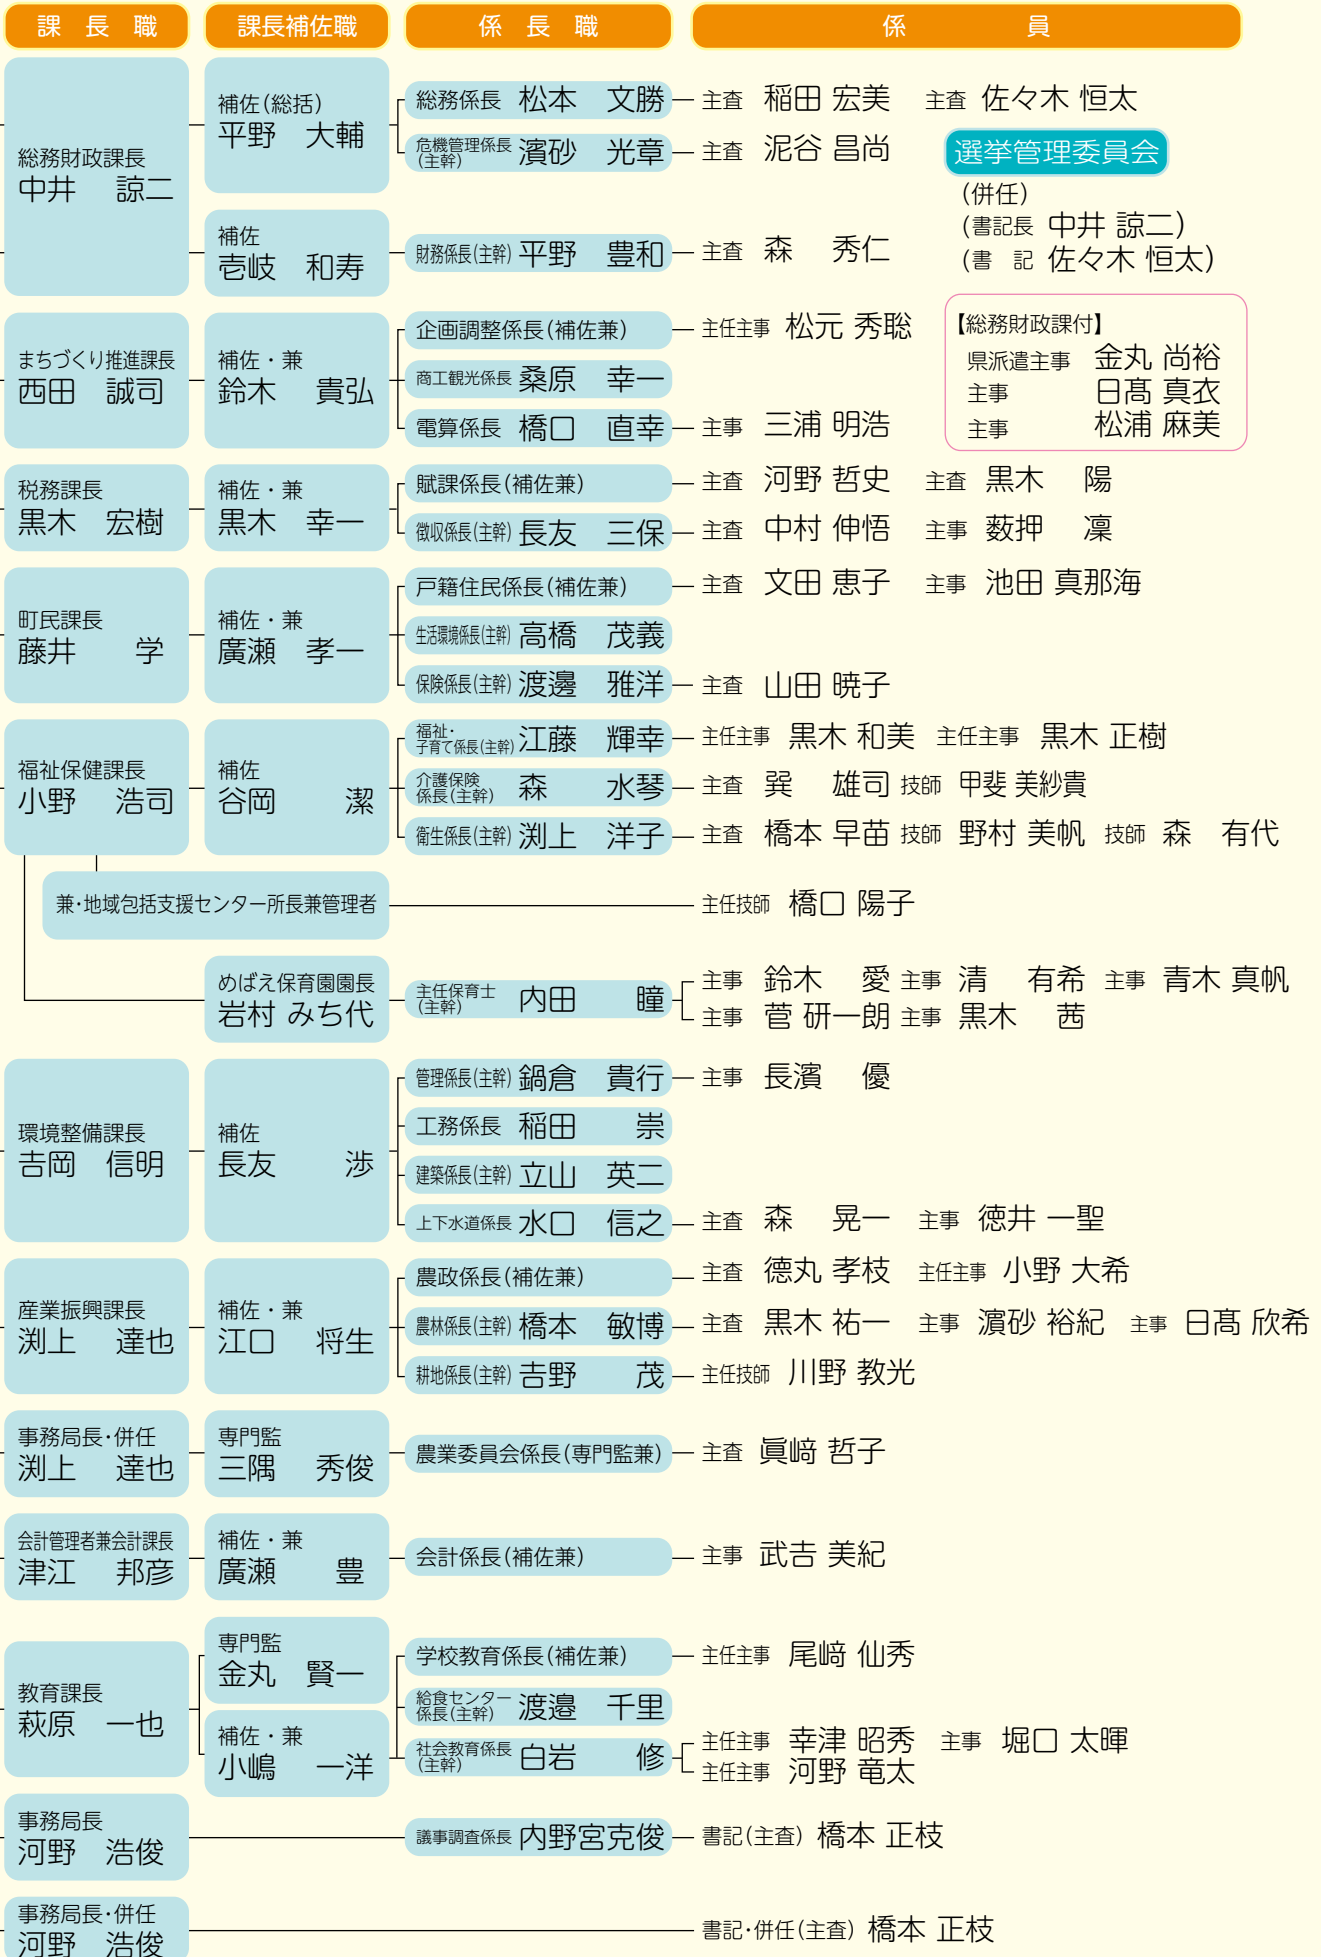 課長職　課長補佐職　係長職　係員
総務財政課長
中井　諒二
補佐(総括)
平野　大輔
総務係長 松本　文勝　主査 稲田 宏美　主査 佐々木 恒太
危機管理係長
(主幹) 濵砂　光章　主査 泥谷 昌尚
選挙管理委員会
(併任)
(書記長 中井 諒二)
(書　記 佐々木 恒太)
補佐
壱岐　和寿
財務係長(主幹) 平野　豊和　主査 森　秀仁
まちづくり推進課長
西田　誠司
補佐・兼
鈴木　貴弘
企画調整係長(補佐兼)　主任主事 松元 秀聡
商工観光係長 桑原　幸一
電算係長 橋口　直幸　主事 三浦 明浩
【総務財政課付】
県派遣主事 金丸 尚裕
主事 日髙 真衣
主事 松浦 麻美
税務課長
黒木　宏樹
補佐・兼
黒木　幸一
賦課係長(補佐兼)　主査 河野 哲史　主査 黒木　陽
徴収係長(主幹) 長友　三保　主査 中村 伸悟　主事 薮押　凜
町民課長
藤井　学
補佐・兼
廣瀬　孝一
戸籍住民係長(補佐兼)　主査 文田 恵子　主事 池田 真那海
生活環境係長(主幹) 高橋　茂義
保険係長(主幹) 渡邊　雅洋　主査 山田 暁子
福祉保健課長
小野　浩司
補佐
谷岡　潔
福祉・
子育て係長(主幹) 江藤　輝幸　主任主事 黒木 和美　主任主事 黒木 正樹
介護保険
係長(主幹) 森　水琴　主査 巽　雄司 技師 甲斐 美紗貴
衛生係長(主幹) 渕上　洋子　主査 橋本 早苗 技師 野村 美帆　技師 森　有代
兼・地域包括支援センター所長兼管理者　主任技師 橋口 陽子
めばえ保育園園長
岩村 みち代
主任保育士
(主幹) 内田　瞳
主事 鈴木　愛 主事 清　有希　主事 青木 真帆
主事 菅 研一朗 主事 黒木　茜
環境整備課長
吉岡　信明
補佐
長友　渉
管理係長(主幹) 鍋倉　貴行　主事 長濵　優
工務係長 稲田　崇
建築係長(主幹) 立山　英二
上下水道係長 水口　信之　主査 森　晃一　主事 徳井 一聖
産業振興課長
渕上　達也
補佐・兼
江口　将生
農政係長(補佐兼)　主査 德丸 孝枝　主任主事 小野 大希
農林係長(主幹) 橋本　敏博　主査 黒木 祐一　主事 濵砂 裕紀　主事 日髙 欣希
耕地係長(主幹) 𠮷野　茂　主任技師 川野 教光
事務局長・併任
渕上　達也
専門監
三隅　秀俊
農業委員会係長(専門監兼)　主査 眞﨑 哲子
会計管理者兼会計課長
津江　邦彦
補佐・兼
廣瀬　豊
会計係長(補佐兼)　主事 武𠮷 美紀
教育課長
萩原　一也
専門監
金丸　賢一
補佐・兼
小嶋　一洋
学校教育係長(補佐兼)　主任主事 尾﨑 仙秀
給食センター
係長(主幹) 渡邉　千里
社会教育係長
(主幹) 白岩　修
主任主事 幸津 昭秀　主事 堀口 太暉
主任主事 河野 竜太
事務局長
河野　浩俊
議事調査係長 内野宮克俊　書記(主査) 橋本 正枝
事務局長・併任
河野　浩俊
書記・併任(主査) 橋本 正枝